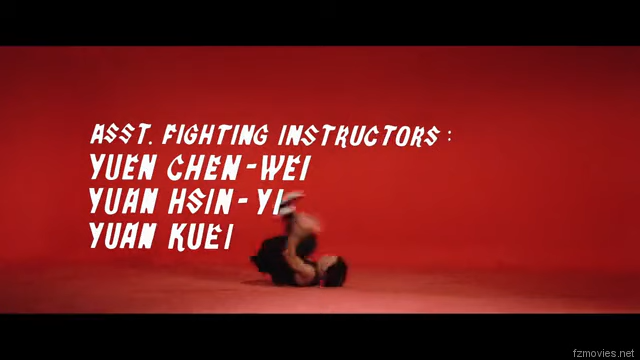 ASST. FIGHTING INSTRUCTORS :
YUEN CHEN-WEI
YUAN HSIN-YI
YUAN KUEI
fzmovies.net